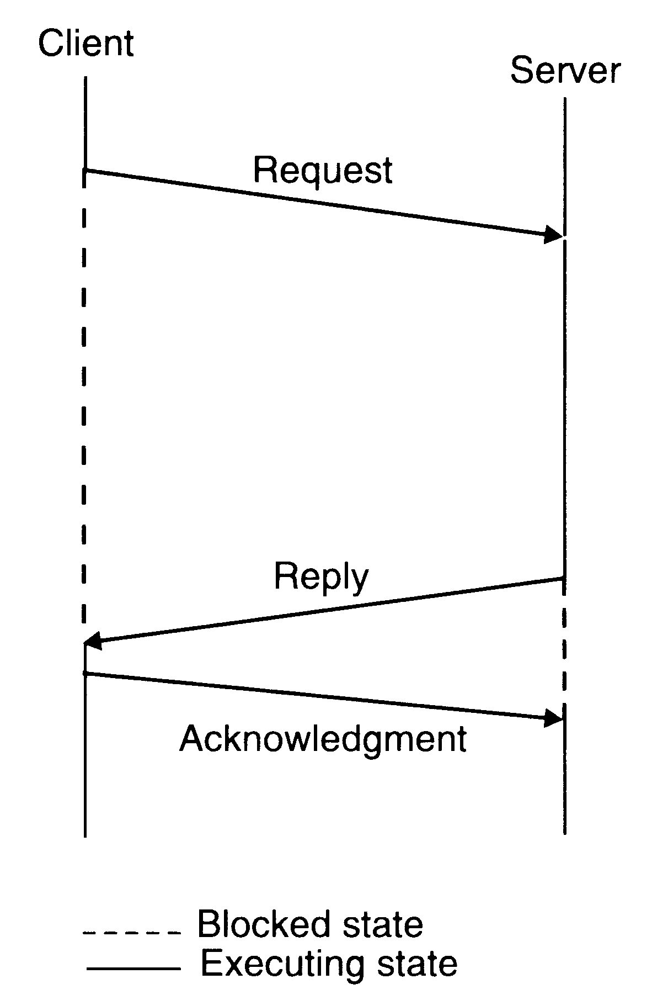 Client
Server
Request
Reply
Acknowledgment
Blocked state
Executing state